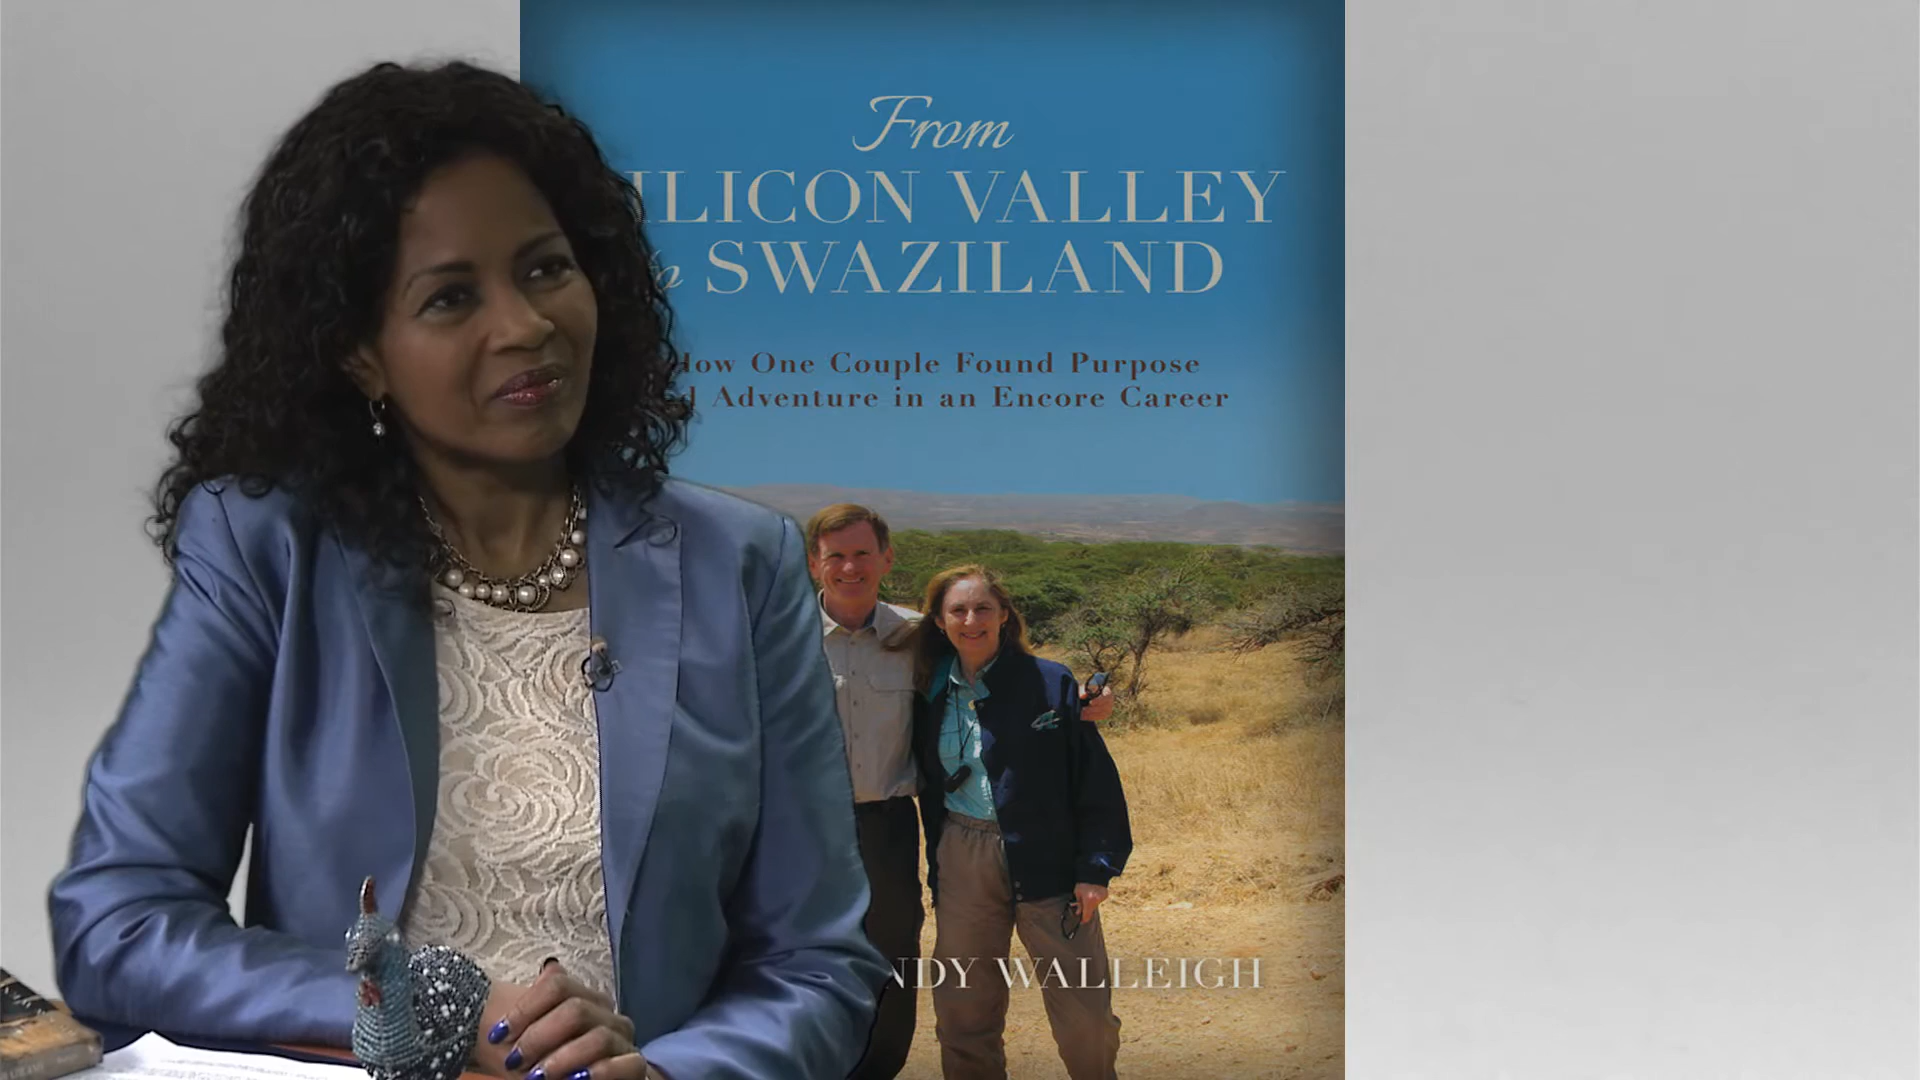 From
ILICON VALLEY
SWAZILAND
How One Couple Found Purpose
Adventure in an Encore Career
NDY WALLEIGH